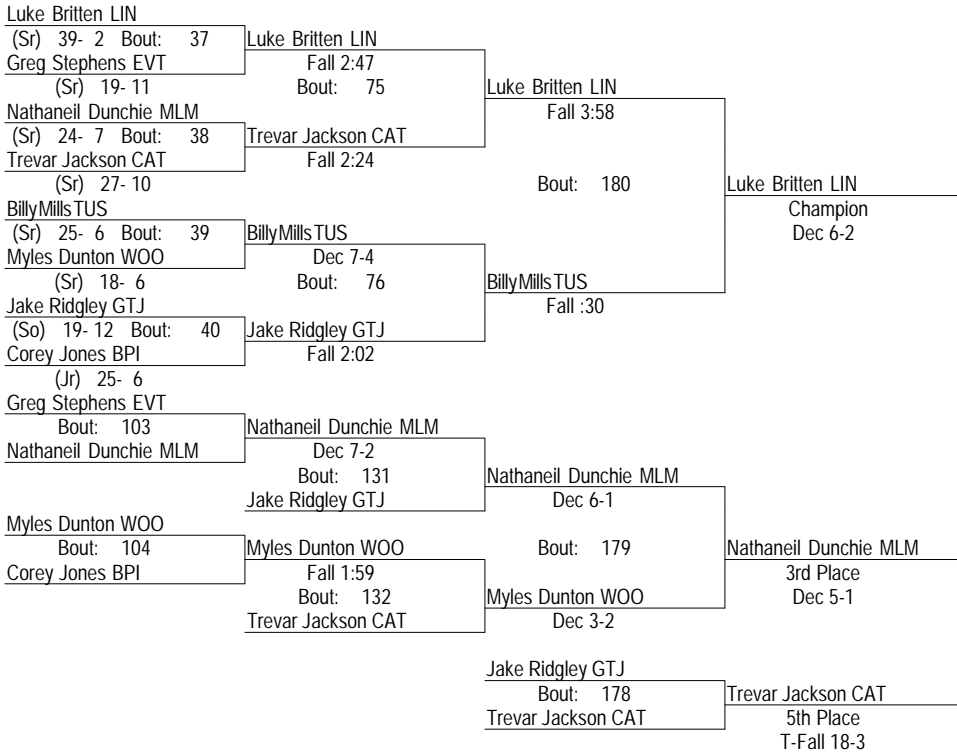 Luke Britten LIN
(Sr) 39- 2 Bout: 37
Luke Britten LIN
Greg Stephens EVT
Fall 2:47
(Sr) 19- 11
Bout: 75
Luke Britten LIN
Nathaneil Dunchie MLM
Fall 3:58
(Sr) 24- 7 Bout: 38
Trevar Jackson CAT
Trevar Jackson CAT
Fall 2:24
(Sr) 27- 10
Bout: 180
Luke Britten LIN
Billy Mills TUS
Champion
(Sr) 25- 6 Bout: 39
Billy Mills TUS
Dec 6-2
Myles Dunton WOO
Dec 7-4
(Sr) 18- 6
Bout: 76
Billy Mills TUS
Jake Ridgley GTJ
Fall :30
(So) 19- 12 Bout: 40
Jake Ridgley GTJ
Corey Jones BPI
Fall 2:02
(Jr) 25- 6
Greg Stephens EVT
Bout: 103
Nathaneil Dunchie MLM
Nathaneil Dunchie MLM
Dec 7-2
Bout: 131
Nathaneil Dunchie MLM
Jake Ridgley GTJ
Dec 6-1
Myles Dunton WOO
Bout: 104
Myles Dunton WOO
Bout: 179
Nathaneil Dunchie MLM
Corey Jones BPI
Fall 1:59
3rd Place
Bout: 132
Myles Dunton WOO
Dec 5-1
Trevar Jackson CAT
Dec 3-2
Jake Ridgley GTJ
Bout: 178
Trevar Jackson CAT
Trevar Jackson CAT
5th Place
T-Fall 18-3